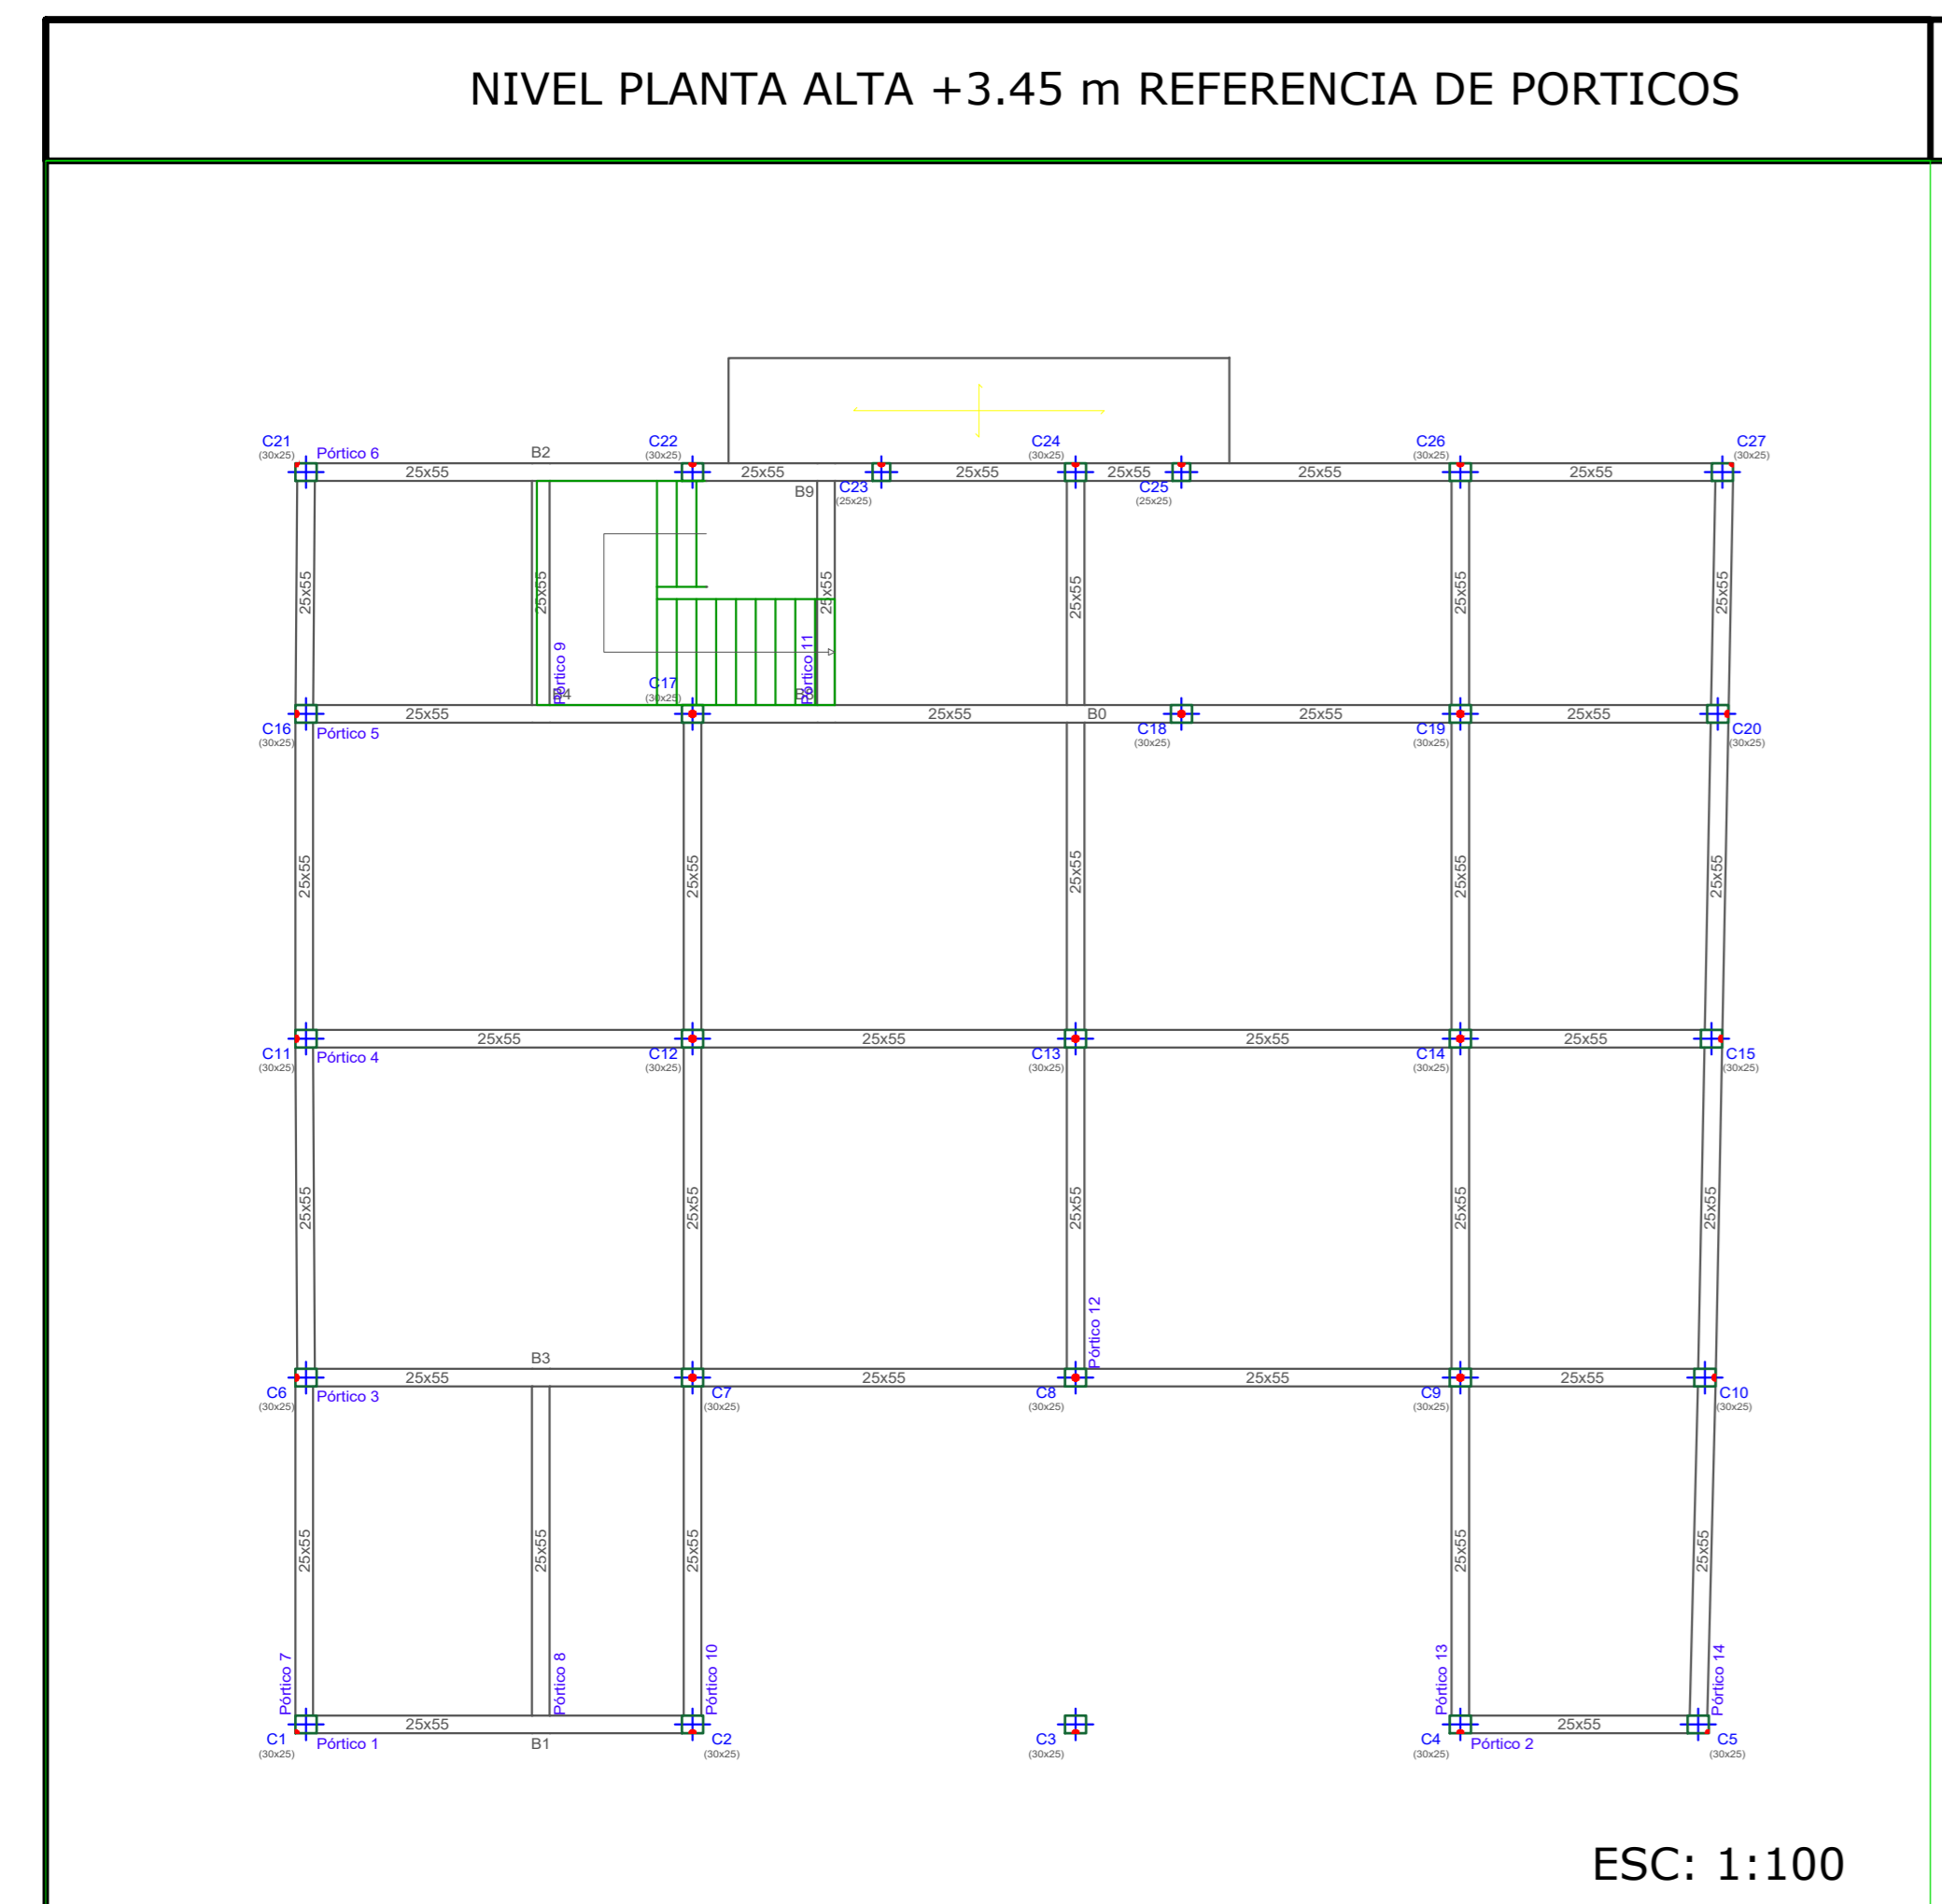 NIVEL PLANTA ALTA +3.45 m REFERENCIA DE PORTICOS
C21
(30x25)
Pórtico 6
25x55
B2
C22
(30x25)
25x55
B9
C23
(25x25)
25x55
C24
(30x25)
25x55
C25
(25x25)
25x55
C26
(30x25)
25x55
C27
(30x25)
25x55
25x55
Pórtico 9
25x55
Pórtico 11
25x55
25x55
25x55
C16
(30x25)
Pórtico 5
25x55
C17
(30x25)
25x55
B0
C18
(30x25)
25x55
C19
(30x25)
25x55
C20
(30x25)
25x55
25x55
25x55
25x55
25x55
C11
(30x25)
Pórtico 4
25x55
C12
(30x25)
25x55
C13
(30x25)
25x55
C14
(30x25)
25x55
C15
(30x25)
25x55
25x55
25x55
25x55
25x55
Pórtico 12
C6
(30x25)
Pórtico 3
25x55
B3
C7
(30x25)
25x55
C8
(30x25)
25x55
C9
(30x25)
25x55
C10
(30x25)
25x55
25x55
25x55
25x55
25x55
Pórtico 7
Pórtico 8
Pórtico 10
Pórtico 13
Pórtico 14
C1
(30x25)
Pórtico 1
25x55
B1
C2
(30x25)
C3
(30x25)
C4
(30x25)
Pórtico 2
25x55
C5
(30x25)
ESC: 1:100